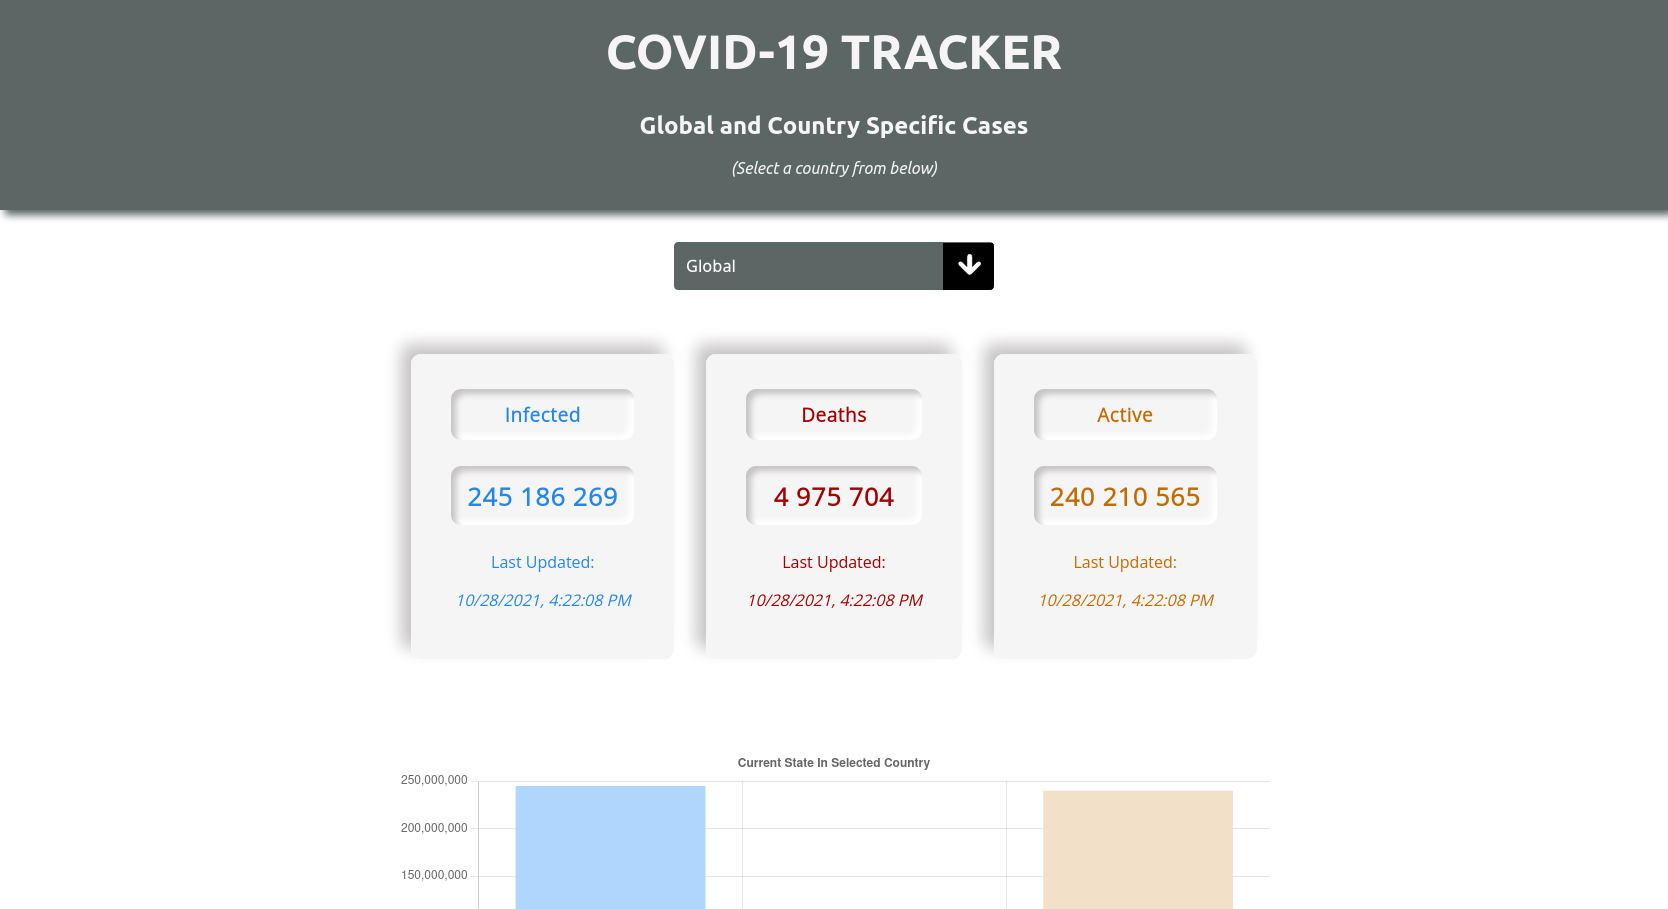 COVID-19 TRACKER
Global and Country Specific Cases
(Select a country from below)
Global
Infected
245 186 269
Last Updated:
10/28/2021, 4:22:08 PM
Deaths
4 975 704
Last Updated:
10/28/2021, 4:22:08 PM
Active
240 210 565
Last Updated:
10/28/2021, 4:22:08 PM
Current State In Selected Country
250,000,000
200,000,000
150,000,000